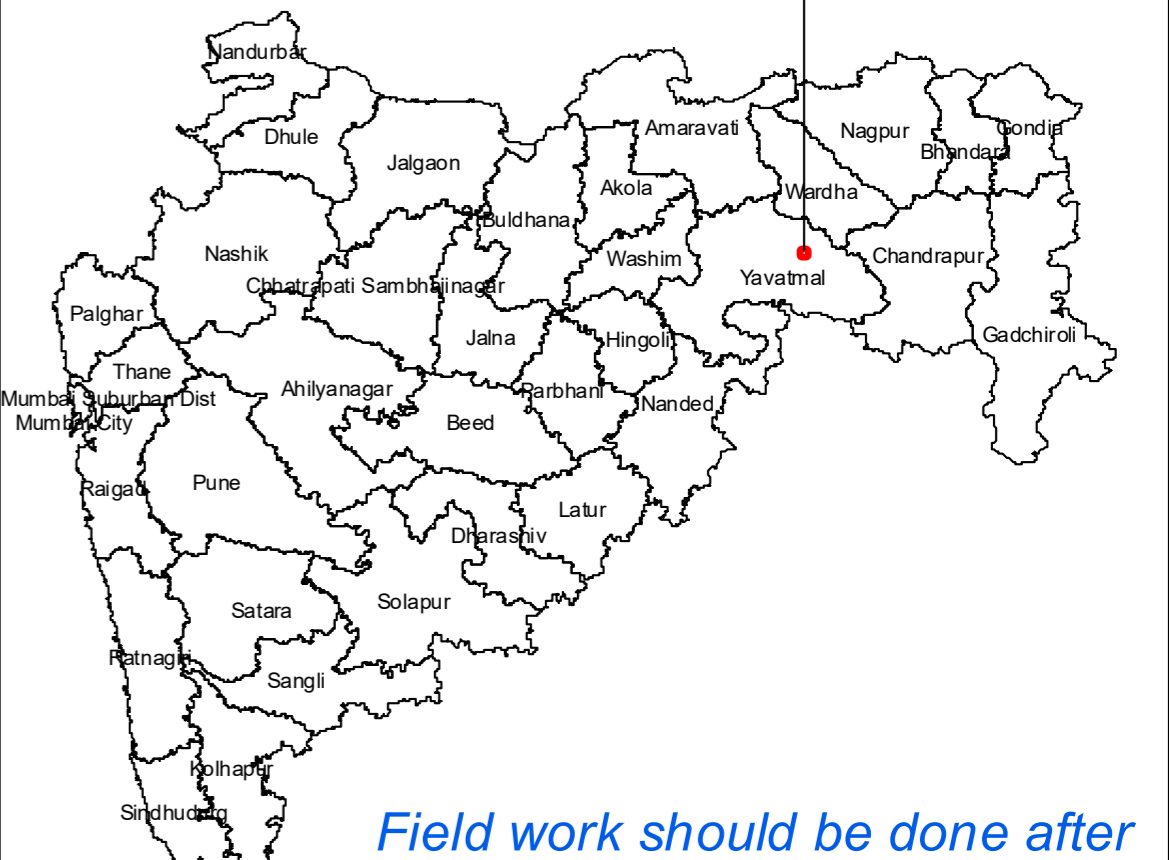 Nandurbar
Dhule
Jalgaon
Amaravati
Nagpur
Gondia
Bhandara
Akola
Wardha
Buldhana
Nashik
Washim
Chandrapur
Yavatmal
Chhatrapati Sambhajinagar
Palghar
Jalna
Hingoli
Gadchiroli
Thane
Ahilyanagar
Parbhani
Nanded
Mumbai Suburban Dist
Mumbai City
Beed
Raigad
Pune
Latur
Dharashiv
Satara
Solapur
Ratnagiri
Sangli
Kolhapur
Sindhudurg
Field work should be done after